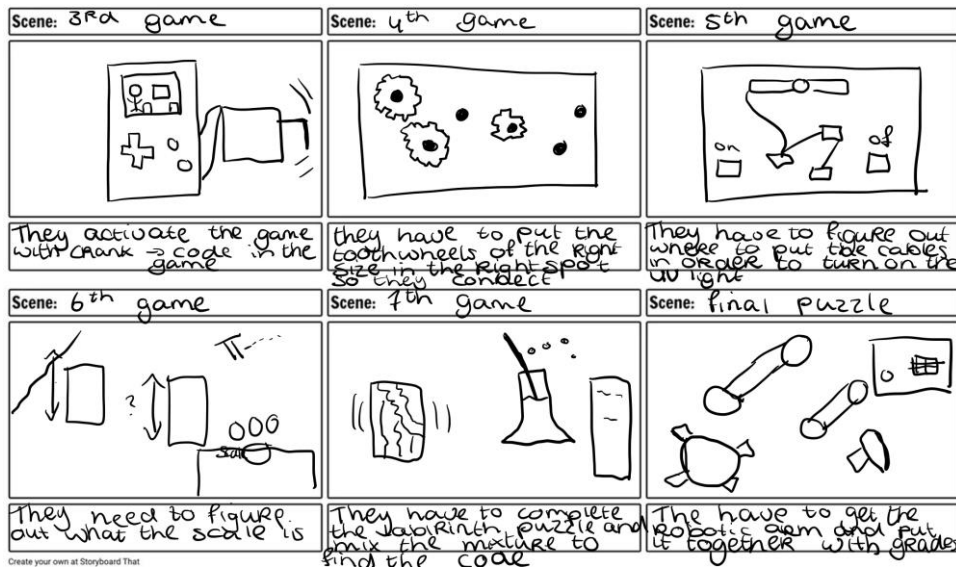 Scene: 3Rd game
Scene: 4th game
Scene: 5th game
on
of
They activate the game
with CRANK → code in the
game
they have to put the
toothwheels of the right
size in the right spot
so they conect
They have to figure out
where to put the cables
in order to turn on the
UV light
Scene: 6th game
Scene: 7th game
Scene: final puzzle
?
They need to figure
out what the scale is
They have to complete
the labirinth puzzle and
mix the mixture to
find the code
The have to get the
robotic arm and put
it together with grades
Create your own at Storyboard That